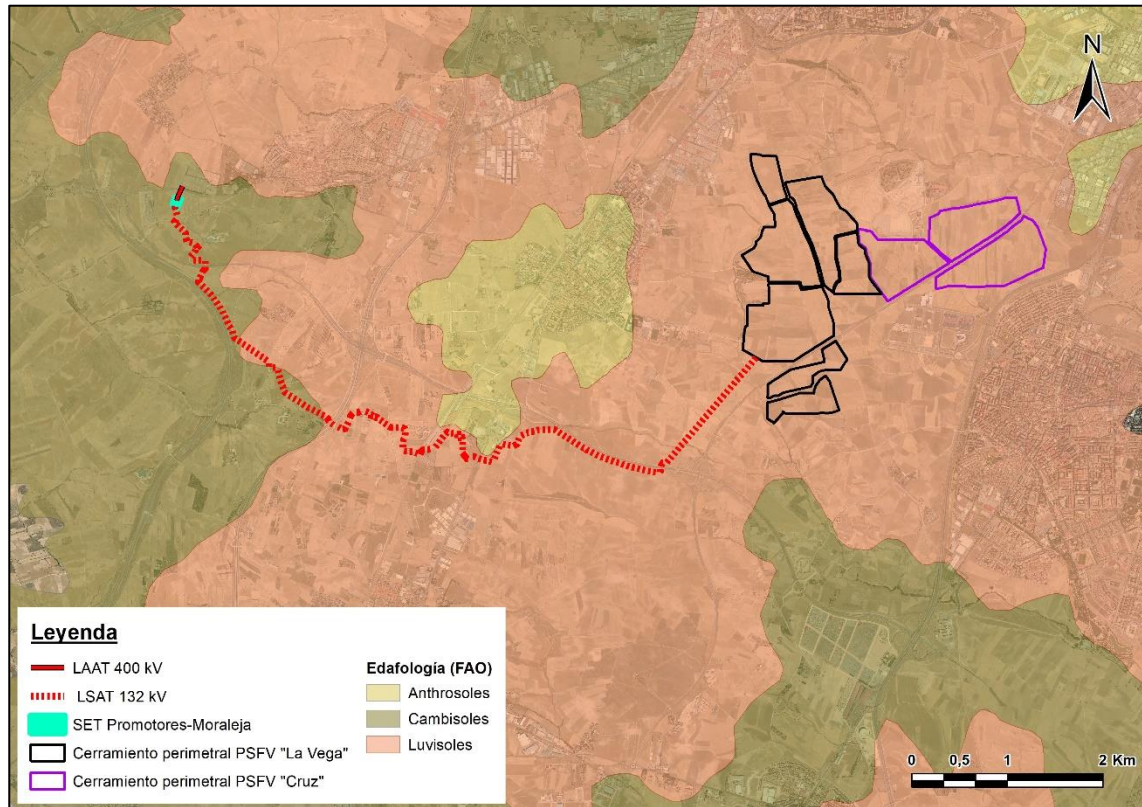 N
Leyenda
LAAT 400 kV
LSAT 132 kV
SET Promotores-Moraleja
Cerramiento perimetral PSFV "La Vega"
Cerramiento perimetral PSFV "Cruz"
Edafología (FAO)
Anthrosoles
Cambisoles
Luvisoles
0 0,5 1 2 Km